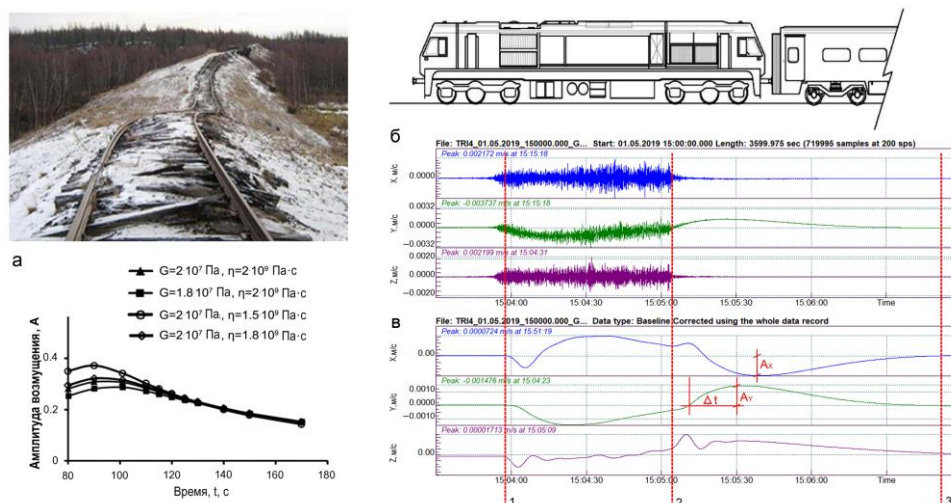 а
G=2·10⁷ Па, η=2·10⁹ Па·с
G=1.8·10⁷ Па, η=2·10⁹ Па·с
G=2·10⁷ Па, η=1.5·10⁹ Па·с
G=2·10⁷ Па, η=1.8·10⁹ Па·с
Амплитуда возмущения, А
0.4
0.2
0
80 90 100 110 120 130 140 150 160 170
Время, t, с
б
File: TRI4_01.05.2019_150000.000_G... Start: 01.05.2019 15:00:00.000 Length: 3599.975 sec (719995 samples at 200 sps)
Peak: 0.002172 m/s at 15:15:18
X,м/с
0.0000
Peak: -0.003737 m/s at 15:15:18
Y,м/с
0.0032
0.0000
−0.0032
Peak: 0.002199 m/s at 15:04:31
Z,м/с
0.0020
0.0000
−0.0020
15:04:00 15:04:30 15:05:00 15:05:30 15:06:00 Time
в
File: TRI4_01.05.2019_150000.000_G... Data type: Baseline Corrected using the whole data record
Peak: 0.0000724 m/s at 15:51:19
X,м/с
0.00
Aₓ
Peak: -0.001476 m/s at 15:04:23
Y,м/с
0.0010
0.0000
−0.0010
Δt
Aᵧ
Peak: 0.00001713 m/s at 15:05:09
Z,м/с
0.00
15:04:00 15:04:30 15:05:00 15:05:30 15:06:00 Time
1 2 3